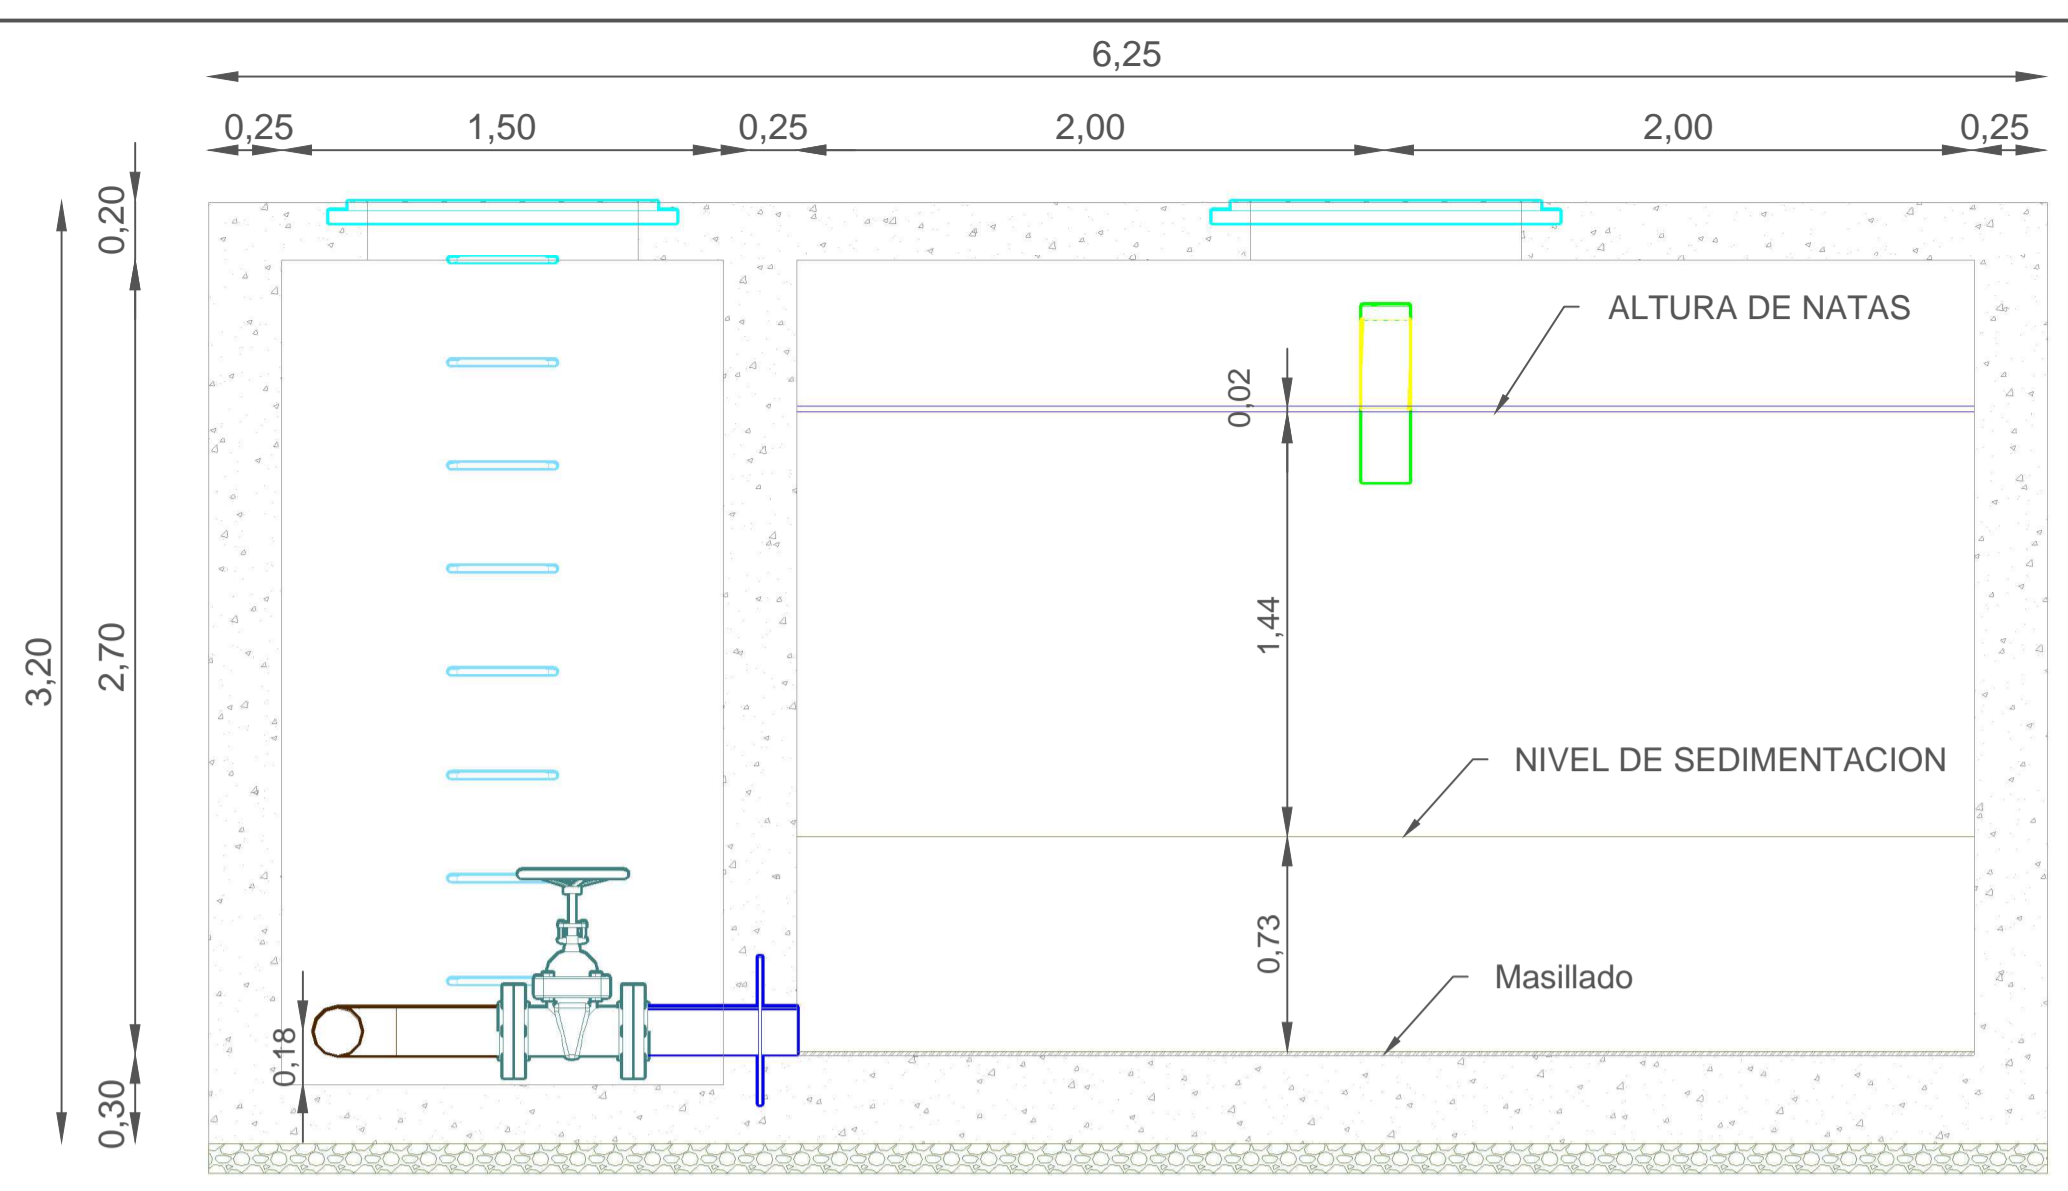 6,25
0,25 1,50 0,25 2,00 2,00 0,25
0,20
ALTURA DE NATAS
0,02
1,44
3,20
2,70
NIVEL DE SEDIMENTACION
0,73
Masillado
0,18
0,30